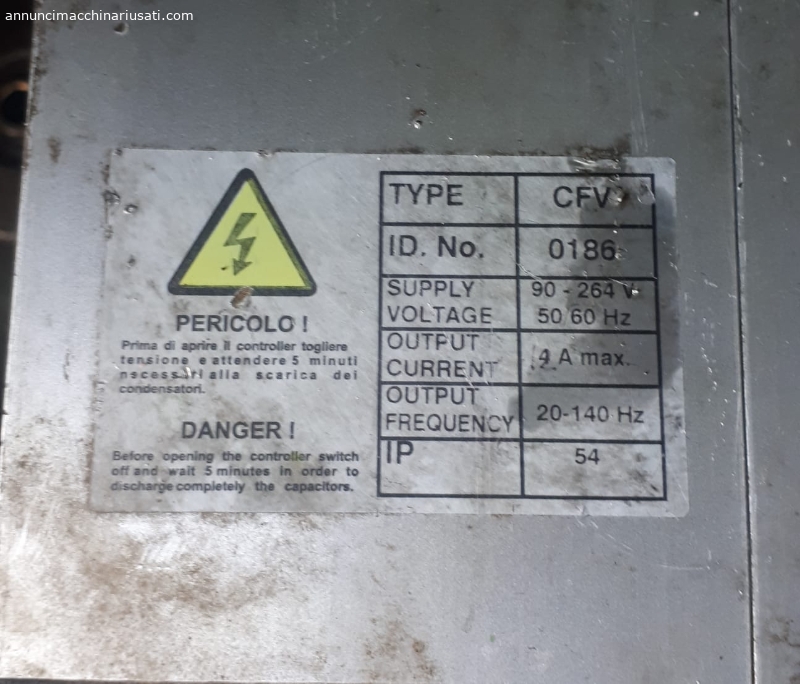 annuncimacchinariusati.com
PERICOLO !
Prima di aprire il controller togliere
tensione e attendere 5 minuti
necessari alla scarica dei
condensatori.
DANGER !
Before opening the controller switch
off and wait 5 minutes in order to
discharge completely the capacitors.
TYPE CFV
ID. No. 0186
SUPPLY VOLTAGE 90 - 264 V
50 60 Hz
OUTPUT CURRENT A max.
OUTPUT FREQUENCY 20-140 Hz
IP 54